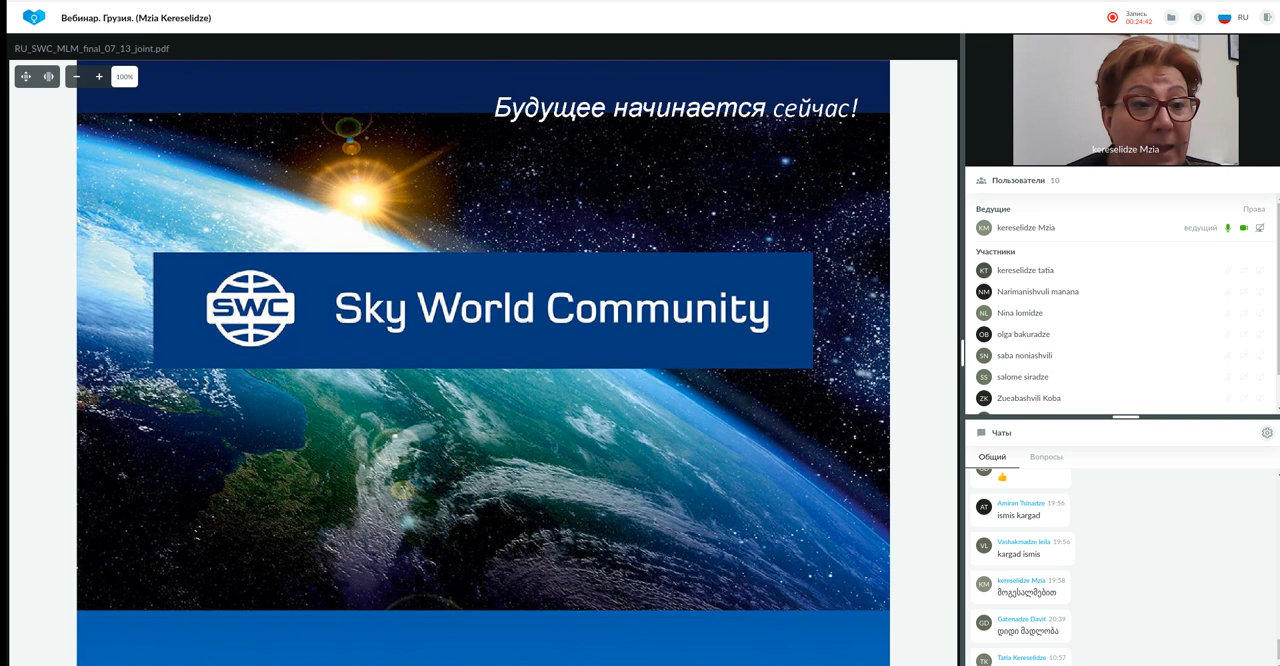 Вебинар. Грузия. (Mzia Kereselidze)
Запись
00:24:42
RU
RU_SWC_MLM_final_07_13_joint.pdf
100%
Будущее начинается сейчас!
SWC
Sky World Community
kereselidze Mzia
Пользователи 10
Ведущие Права
KM kereselidze Mzia ведущий
Участники
KT kereselidze tatia
NM Narimanishvuli manana
NL Nina lomidze
OB olga bakuradze
SN saba noniashvili
SS salome siradze
ZK Zueabashvili Koba
Чаты
Общий Вопросы
GD
AT Amiran Tsinadze 19:56
ismis kargad
VL Vashakmadze leila 19:56
kargad ismis
KM kereselidze Mzia 19:58
მოგესალმებით
GD Gatenadze Davit 20:39
დიდი მადლობა
TK Tatia Kereselidze 10:57